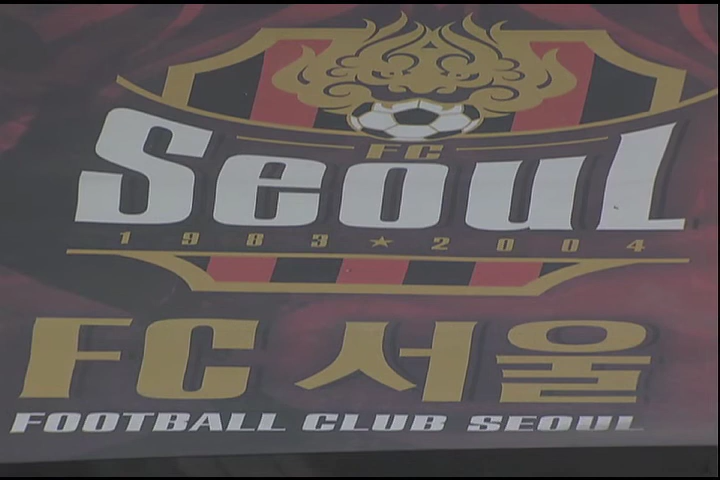 FC
Seoul
1983★2004
FC 서울
FOOTBALL CLUB SEOUL